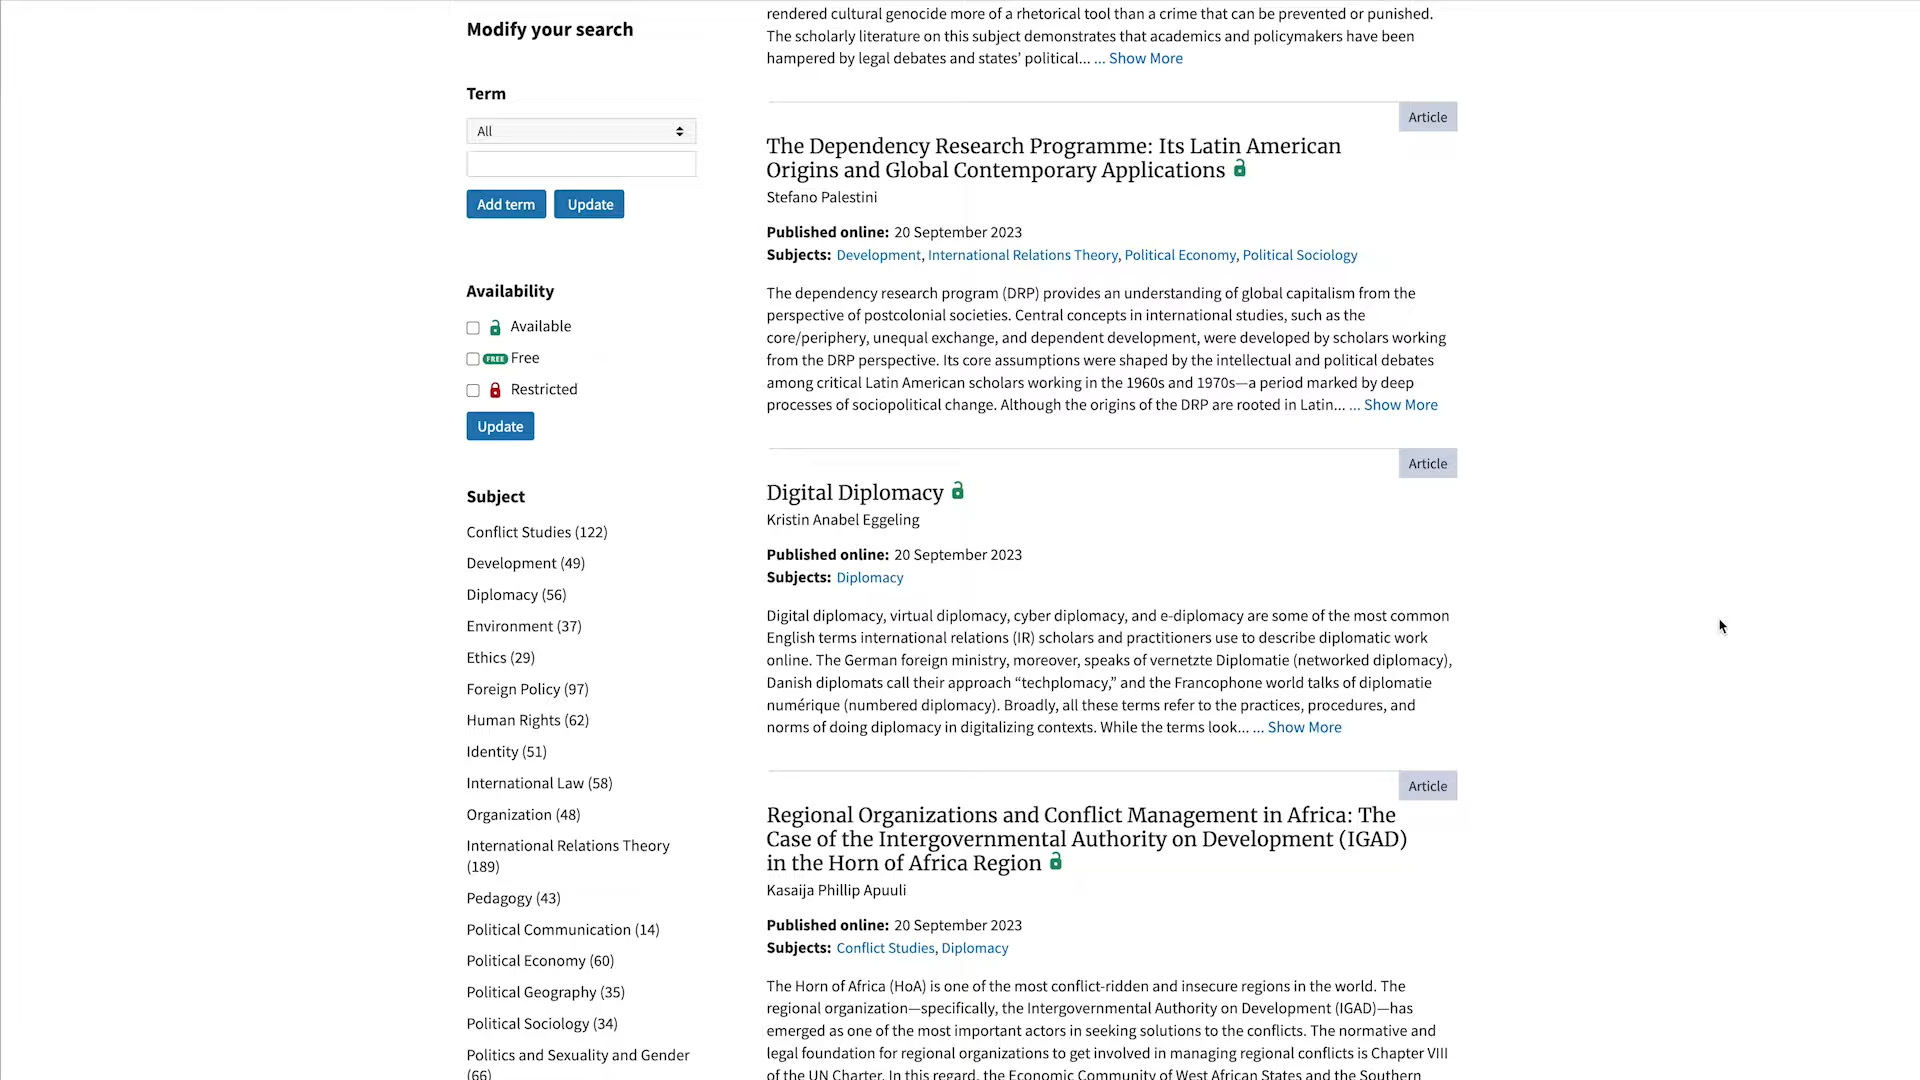 Modify your search
Term
All
Add term
Update
Availability
Available
FREE Free
Restricted
Update
Subject
Conflict Studies (122)
Development (49)
Diplomacy (56)
Environment (37)
Ethics (29)
Foreign Policy (97)
Human Rights (62)
Identity (51)
International Law (58)
Organization (48)
International Relations Theory
(189)
Pedagogy (43)
Political Communication (14)
Political Economy (60)
Political Geography (35)
Political Sociology (34)
Politics and Sexuality and Gender
(66)
rendered cultural genocide more of a rhetorical tool than a crime that can be prevented or punished.
The scholarly literature on this subject demonstrates that academics and policymakers have been
hampered by legal debates and states’ political... ... Show More
Article
The Dependency Research Programme: Its Latin American
Origins and Global Contemporary Applications
Stefano Palestini
Published online: 20 September 2023
Subjects: Development, International Relations Theory, Political Economy, Political Sociology
The dependency research program (DRP) provides an understanding of global capitalism from the
perspective of postcolonial societies. Central concepts in international studies, such as the
core/periphery, unequal exchange, and dependent development, were developed by scholars working
from the DRP perspective. Its core assumptions were shaped by the intellectual and political debates
among critical Latin American scholars working in the 1960s and 1970s—a period marked by deep
processes of sociopolitical change. Although the origins of the DRP are rooted in Latin... ... Show More
Article
Digital Diplomacy
Kristin Anabel Eggeling
Published online: 20 September 2023
Subjects: Diplomacy
Digital diplomacy, virtual diplomacy, cyber diplomacy, and e-diplomacy are some of the most common
English terms international relations (IR) scholars and practitioners use to describe diplomatic work
online. The German foreign ministry, moreover, speaks of vernetzte Diplomatie (networked diplomacy),
Danish diplomats call their approach “techplomacy,” and the Francophone world talks of diplomatie
numérique (numbered diplomacy). Broadly, all these terms refer to the practices, procedures, and
norms of doing diplomacy in digitalizing contexts. While the terms look... ... Show More
Article
Regional Organizations and Conflict Management in Africa: The
Case of the Intergovernmental Authority on Development (IGAD)
in the Horn of Africa Region
Kasaija Phillip Apuuli
Published online: 20 September 2023
Subjects: Conflict Studies, Diplomacy
The Horn of Africa (HoA) is one of the most conflict-ridden and insecure regions in the world. The
regional organization—specifically, the Intergovernmental Authority on Development (IGAD)—has
emerged as one of the most important actors in seeking solutions to the conflicts. The normative and
legal foundation for regional organizations to get involved in managing regional conflicts is Chapter VIII
of the UN Charter. In this regard, the Economic Community of West African States and the Southern